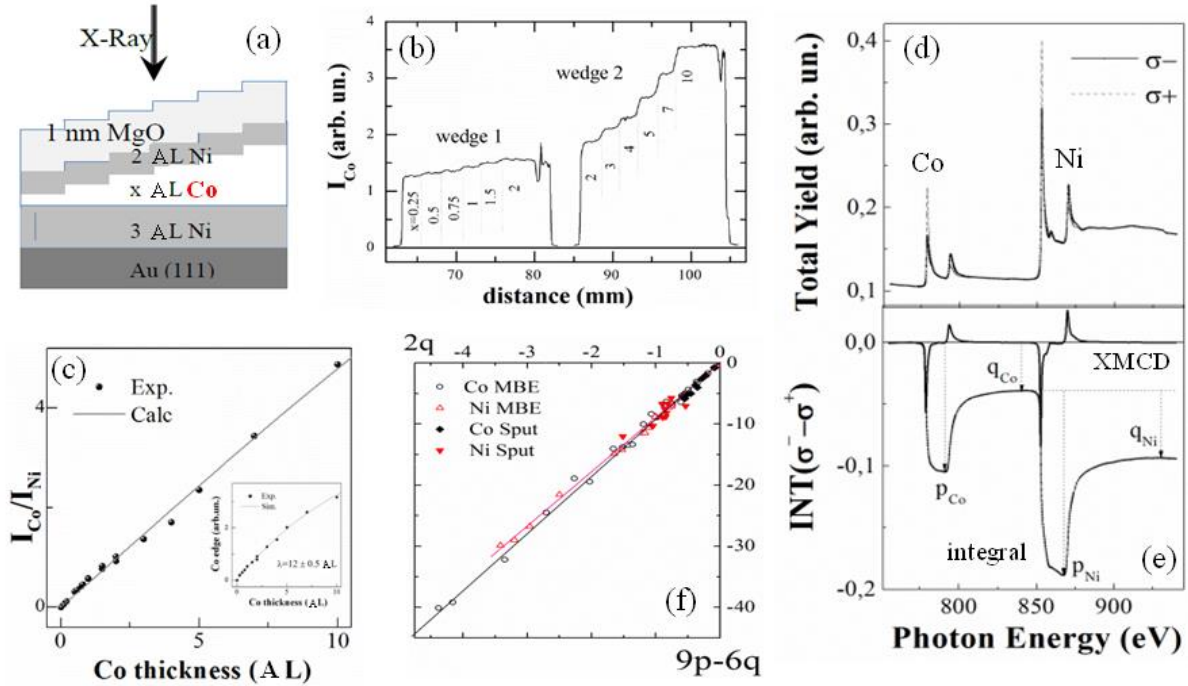 (a)
X-Ray
1 nm MgO
2 AL Ni
x AL Co
3 AL Ni
Au (111)
(b)
I_Co (arb. un.)
4
3
2
1
0
wedge 1
wedge 2
x=0.25
0.5
0.75
1
1.5
2
2
3
4
5
7
10
70
80
90
100
distance (mm)
(c)
I_Co/I_Ni
4
0
Exp.
Calc
0
5
10
Co thickness (A L)
Co edge (arb.un.)
Exp.
Sim.
λ=12 ± 0.5 AL
0
5
10
Co thickness (A L)
(d)
Total Yield (arb. un.)
0,4
0,3
0,2
0,1
σ−
σ+
Co
Ni
(e)
INT(σ⁻−σ⁺)
0,0
-0,1
-0,2
XMCD
q_Co
q_Ni
p_Co
p_Ni
integral
800
850
900
Photon Energy (eV)
(f)
2q
-4
-3
-2
-1
0
0
-10
-20
-30
-40
Co MBE
Ni MBE
Co Sput
Ni Sput
9p-6q